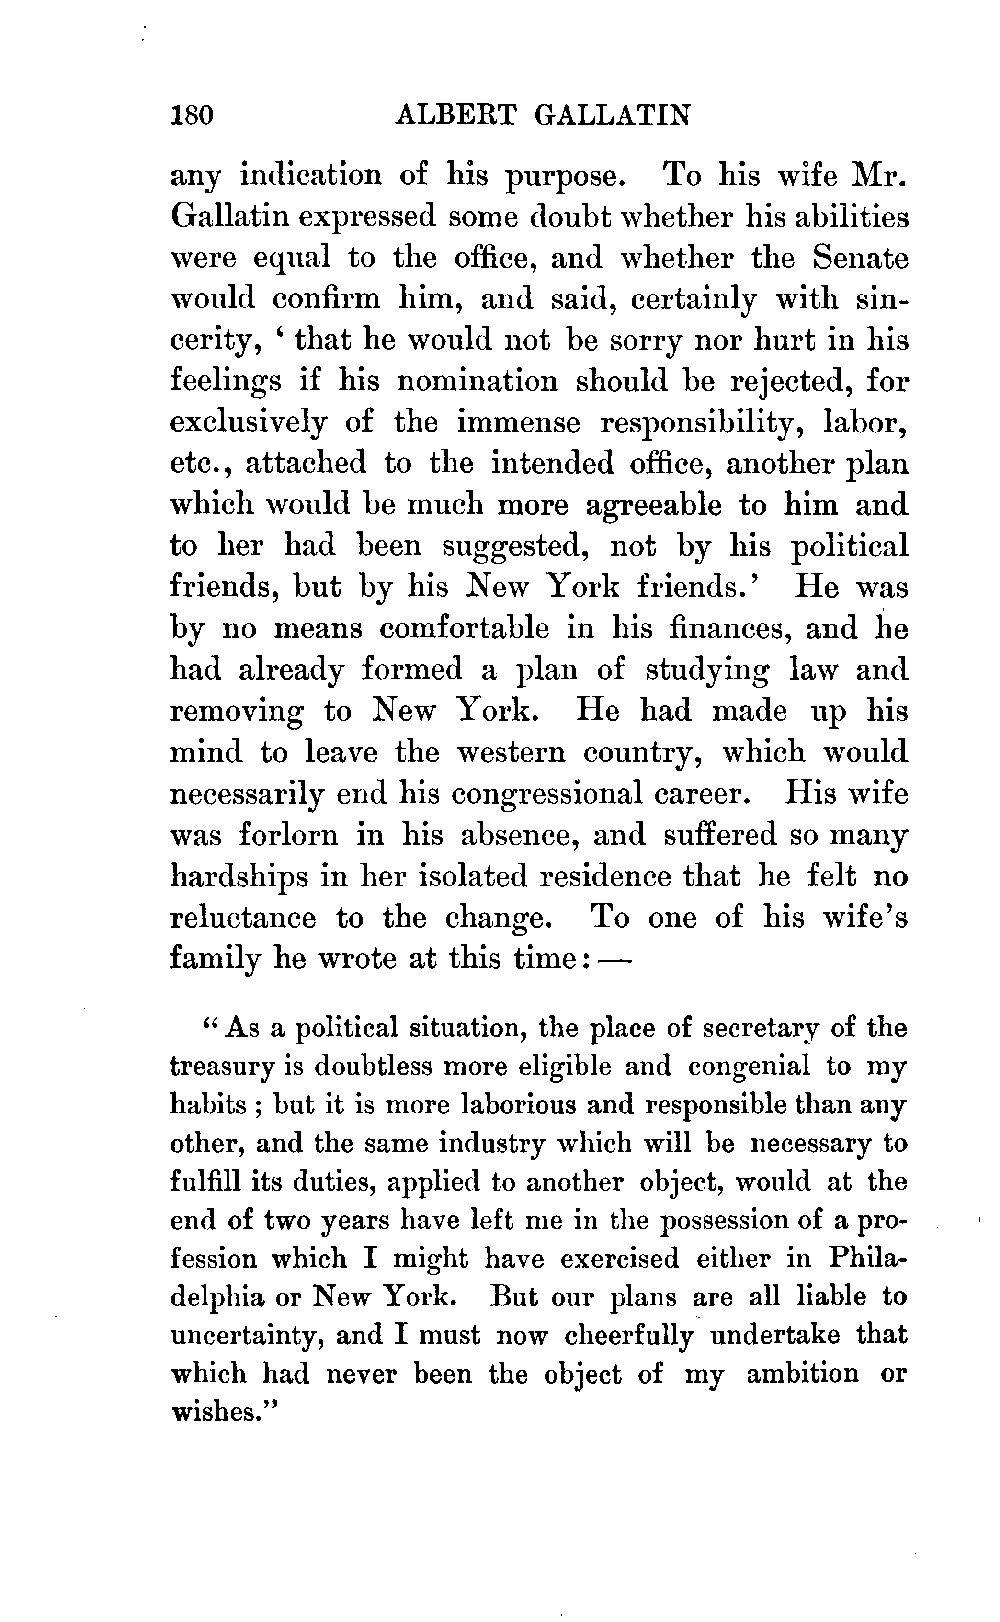 180 ALBERT GALLATIN
any indication of his purpose. To his wife Mr.
Gallatin expressed some doubt whether his abilities
were equal to the office, and whether the Senate
would confirm him, and said, certainly with sin-
cerity, ‘ that he would not be sorry nor hurt in his
feelings if his nomination should be rejected, for
exclusively of the immense responsibility, labor,
etc., attached to the intended office, another plan
which would be much more agreeable to him and
to her had been suggested, not by his political
friends, but by his New York friends.’ He was
by no means comfortable in his finances, and he
had already formed a plan of studying law and
removing to New York. He had made up his
mind to leave the western country, which would
necessarily end his congressional career. His wife
was forlorn in his absence, and suffered so many
hardships in her isolated residence that he felt no
reluctance to the change. To one of his wife’s
family he wrote at this time: —
“ As a political situation, the place of secretary of the
treasury is doubtless more eligible and congenial to my
habits ; but it is more laborious and responsible than any
other, and the same industry which will be necessary to
fulfill its duties, applied to another object, would at the
end of two years have left me in the possession of a pro-
fession which I might have exercised either in Phila-
delphia or New York. But our plans are all liable to
uncertainty, and I must now cheerfully undertake that
which had never been the object of my ambition or
wishes.”